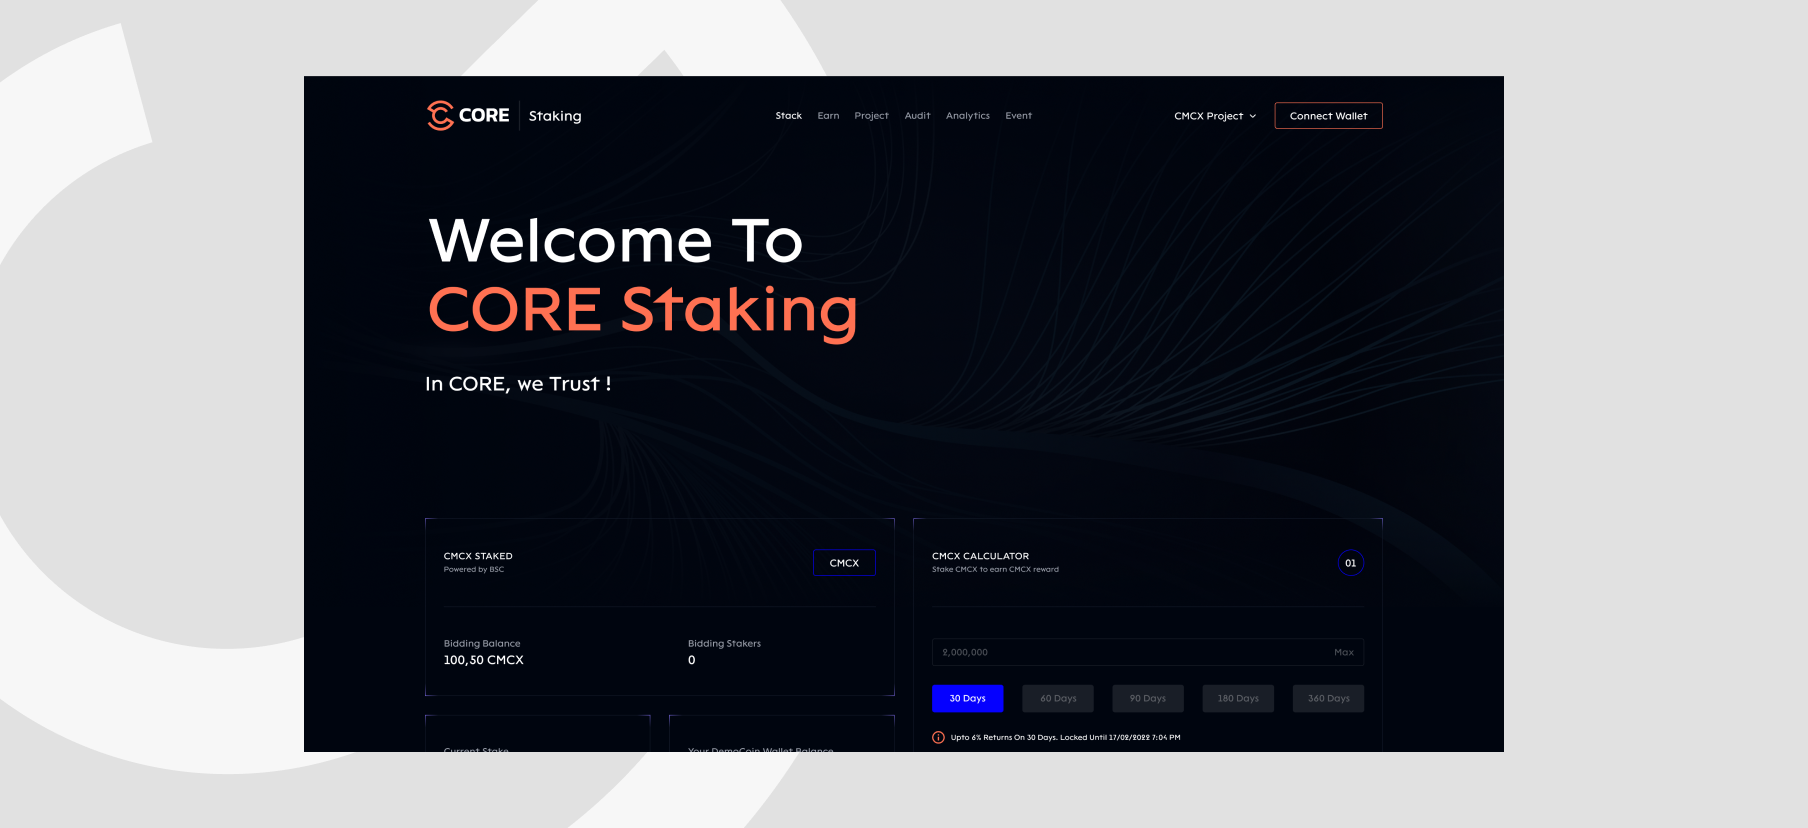 CORE Staking
Stack Earn Project Audit Analytics Event
CMCX Project
Connect Wallet
Welcome To
CORE Staking
In CORE, we Trust !
CMCX STAKED
Powered by BSC
CMCX
Bidding Balance
100,50 CMCX
Bidding Stakers
0
Current Stake
Your DemoCoin Wallet Balance
CMCX CALCULATOR
Stake CMCX to earn CMCX reward
01
2,000,000 Max
30 Days 60 Days 90 Days 180 Days 360 Days
Upto 6% Returns On 30 Days. Locked Until 17/02/2022 7:04 PM